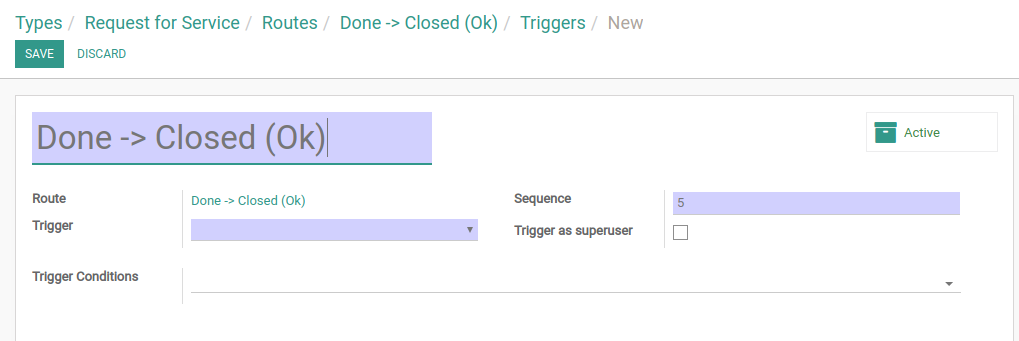 Types / Request for Service / Routes / Done -> Closed (Ok) / Triggers / New
SAVE DISCARD
Done -> Closed (Ok)
Active
Route Done -> Closed (Ok)
Sequence 5
Trigger
Trigger as superuser
Trigger Conditions